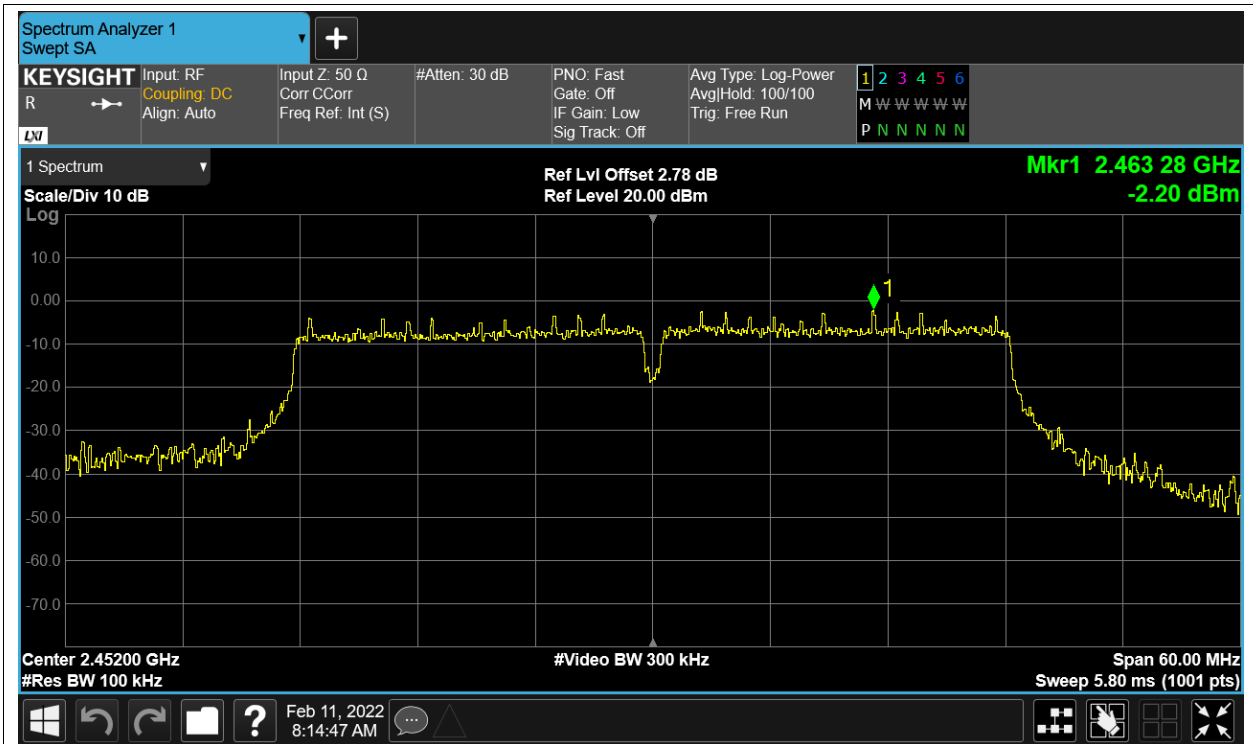 Spectrum Analyzer 1
Swept SA
KEYSIGHT
R
LXI
Input: RF
Coupling: DC
Align: Auto
Input Z: 50 Ω
Corr CCorr
Freq Ref: Int (S)
#Atten: 30 dB
PNO: Fast
Gate: Off
IF Gain: Low
Sig Track: Off
Avg Type: Log-Power
Avg|Hold: 100/100
Trig: Free Run
1 2 3 4 5 6
M W W W W W
P N N N N N
1 Spectrum
Scale/Div 10 dB
Log
Ref Lvl Offset 2.78 dB
Ref Level 20.00 dBm
Mkr1 2.463 28 GHz
-2.20 dBm
10.0
0.00
-10.0
-20.0
-30.0
-40.0
-50.0
-60.0
-70.0
1
Center 2.45200 GHz
#Res BW 100 kHz
#Video BW 300 kHz
Span 60.00 MHz
Sweep 5.80 ms (1001 pts)
?
Feb 11, 2022
8:14:47 AM